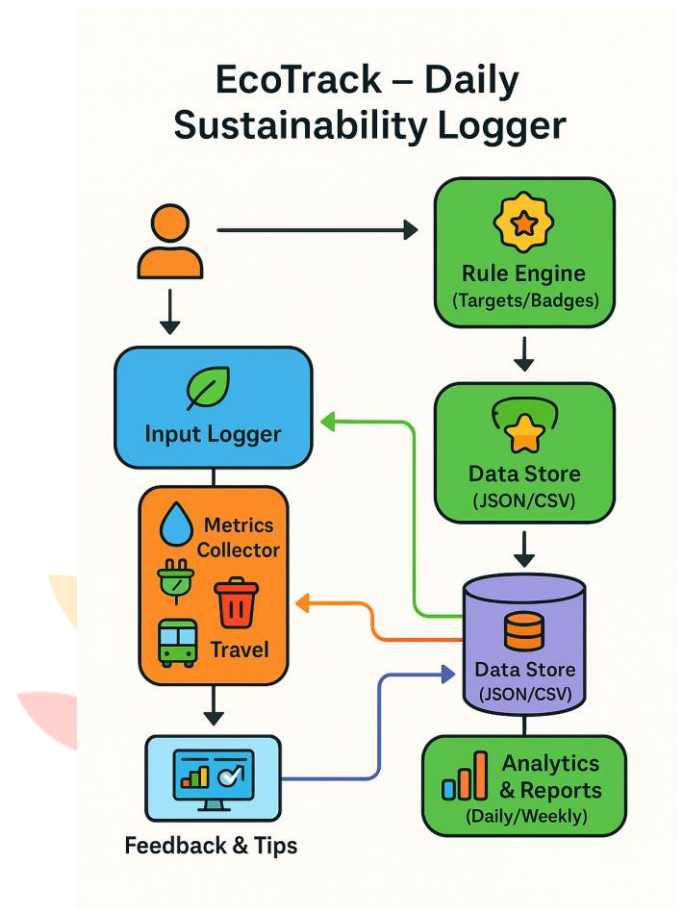 EcoTrack – Daily
Sustainability Logger
Rule Engine
(Targets/Badges)
Input Logger
Data Store
(JSON/CSV)
Metrics
Collector
Travel
Data Store
(JSON/CSV)
Analytics
& Reports
(Daily/Weekly)
Feedback & Tips